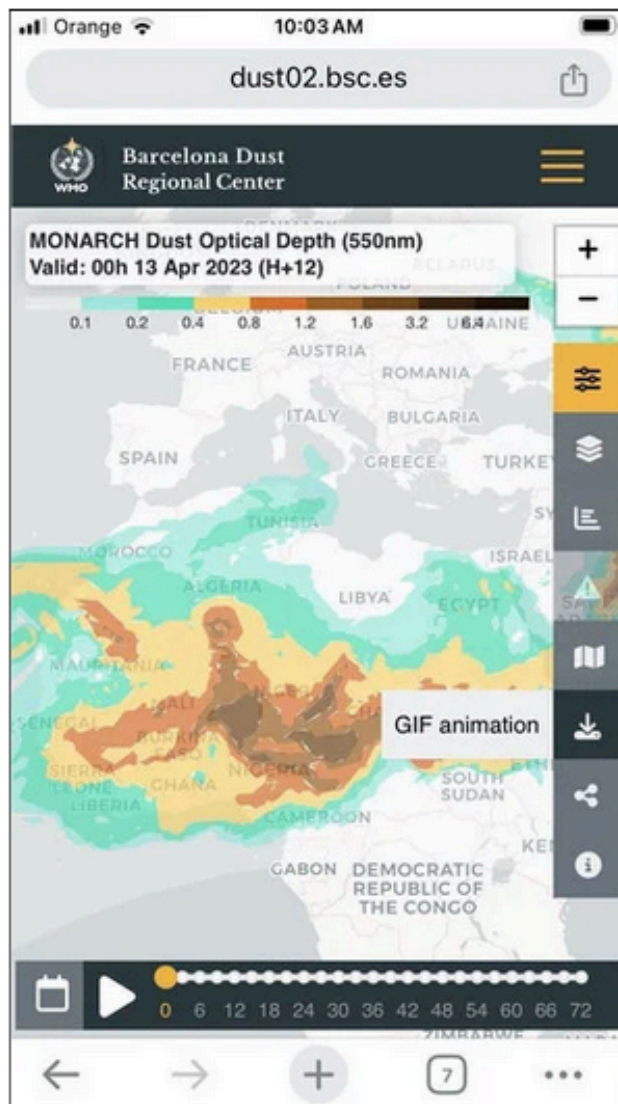 Orange 10:03 AM
dust02.bsc.es
WMO
Barcelona Dust
Regional Center
MONARCH Dust Optical Depth (550nm)
Valid: 00h 13 Apr 2023 (H+12)
BELARUS
POLAND
BELGIUM
0.1 0.2 0.4 0.8 1.2 1.6 3.2 6.4
UKRAINE
FRANCE
AUSTRIA
ROMANIA
ITALY
BULGARIA
SPAIN
GREECE
TURKEY
TUNISIA
MOROCCO
ISRAEL
ALGERIA
LIBYA
EGYPT
MAURITANIA
MALI
NIGER
GIF animation
SENEGAL
BURKINA
FASO
SIERRA
LEONE
GHANA
NIGERIA
LIBERIA
SOUTH
SUDAN
CAMEROON
GABON
DEMOCRATIC
REPUBLIC OF
THE CONGO
0 6 12 18 24 30 36 42 48 54 60 66 72
7